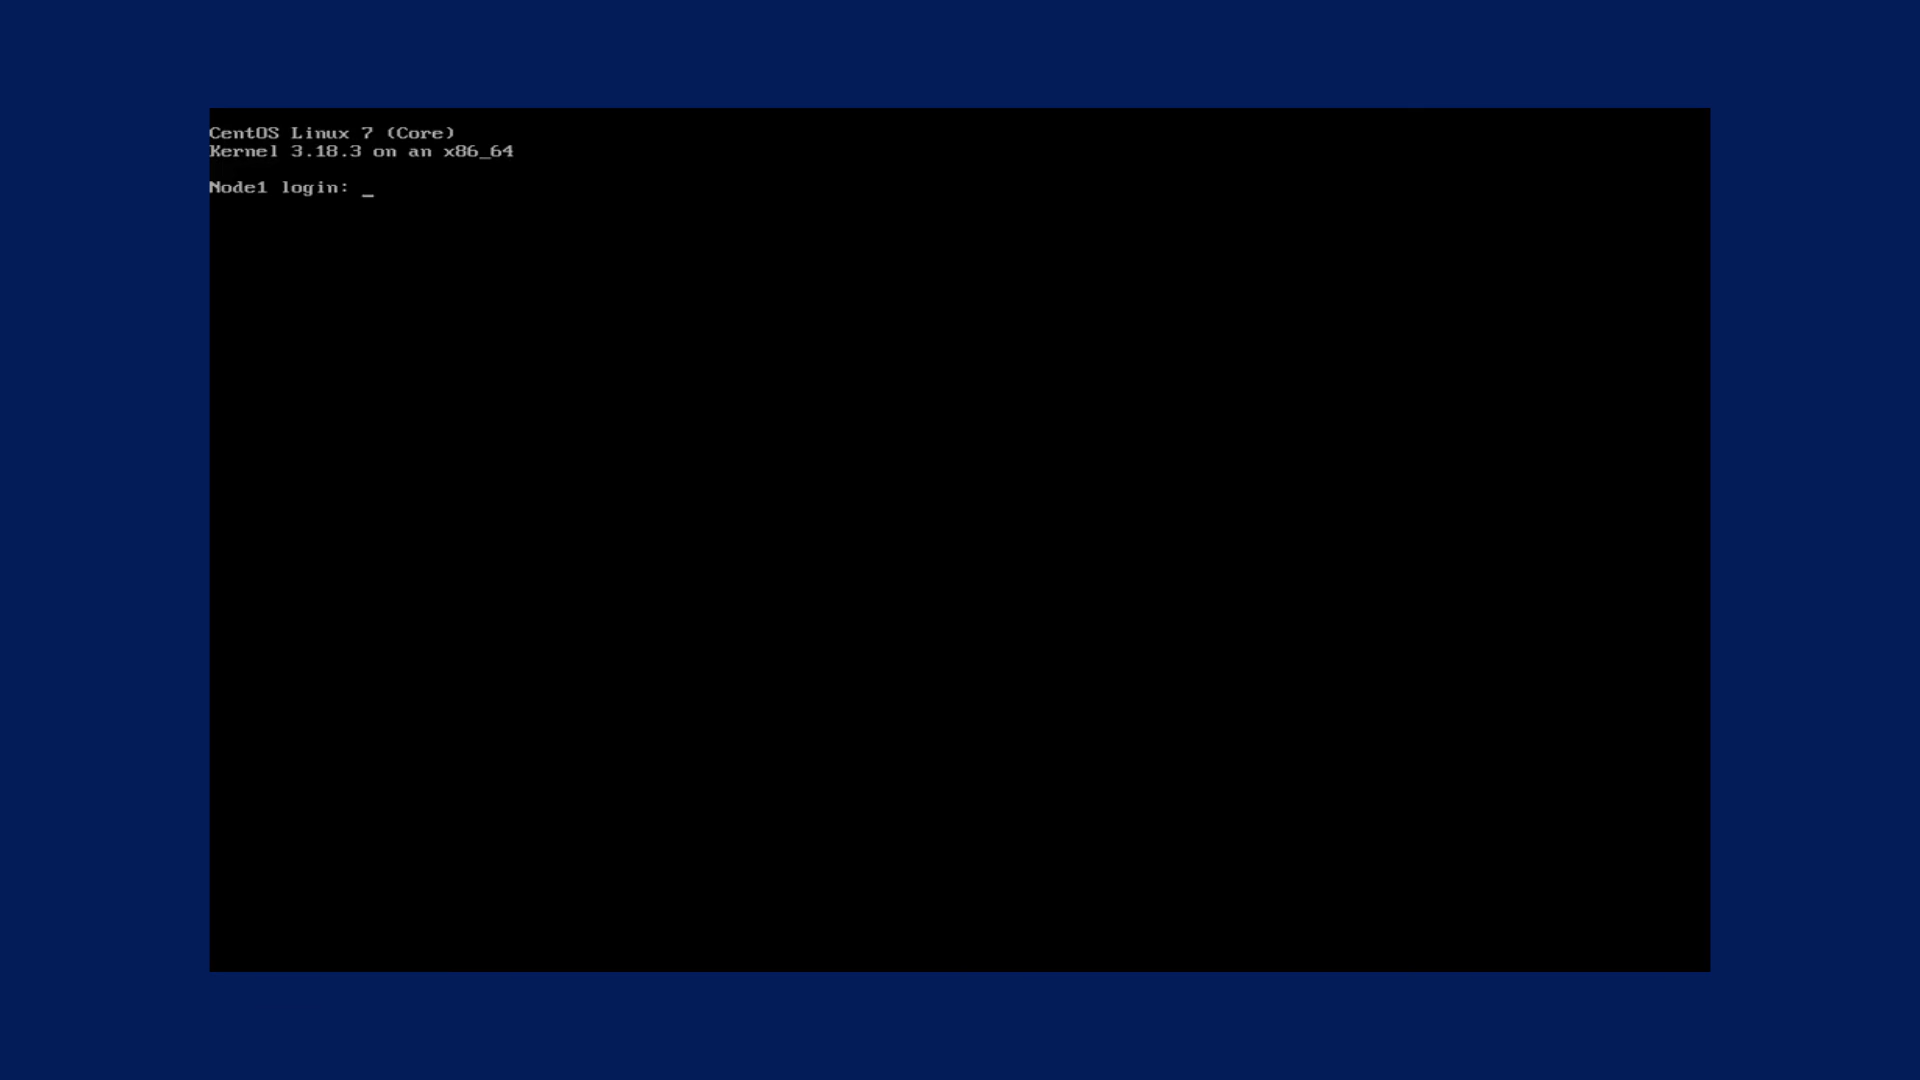 CentOS Linux 7 (Core)
Kernel 3.18.3 on an x86_64
Node1 login: _